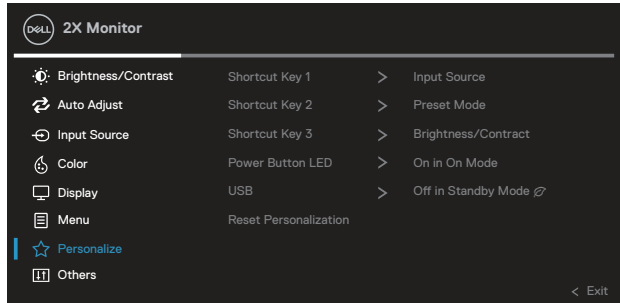 DELL 2X Monitor
Brightness/Contrast Shortcut Key 1 > Input Source
Auto Adjust Shortcut Key 2 > Preset Mode
Input Source Shortcut Key 3 > Brightness/Contract
Color Power Button LED > On in On Mode
Display USB > Off in Standby Mode
Menu Reset Personalization
Personalize
Others
< Exit